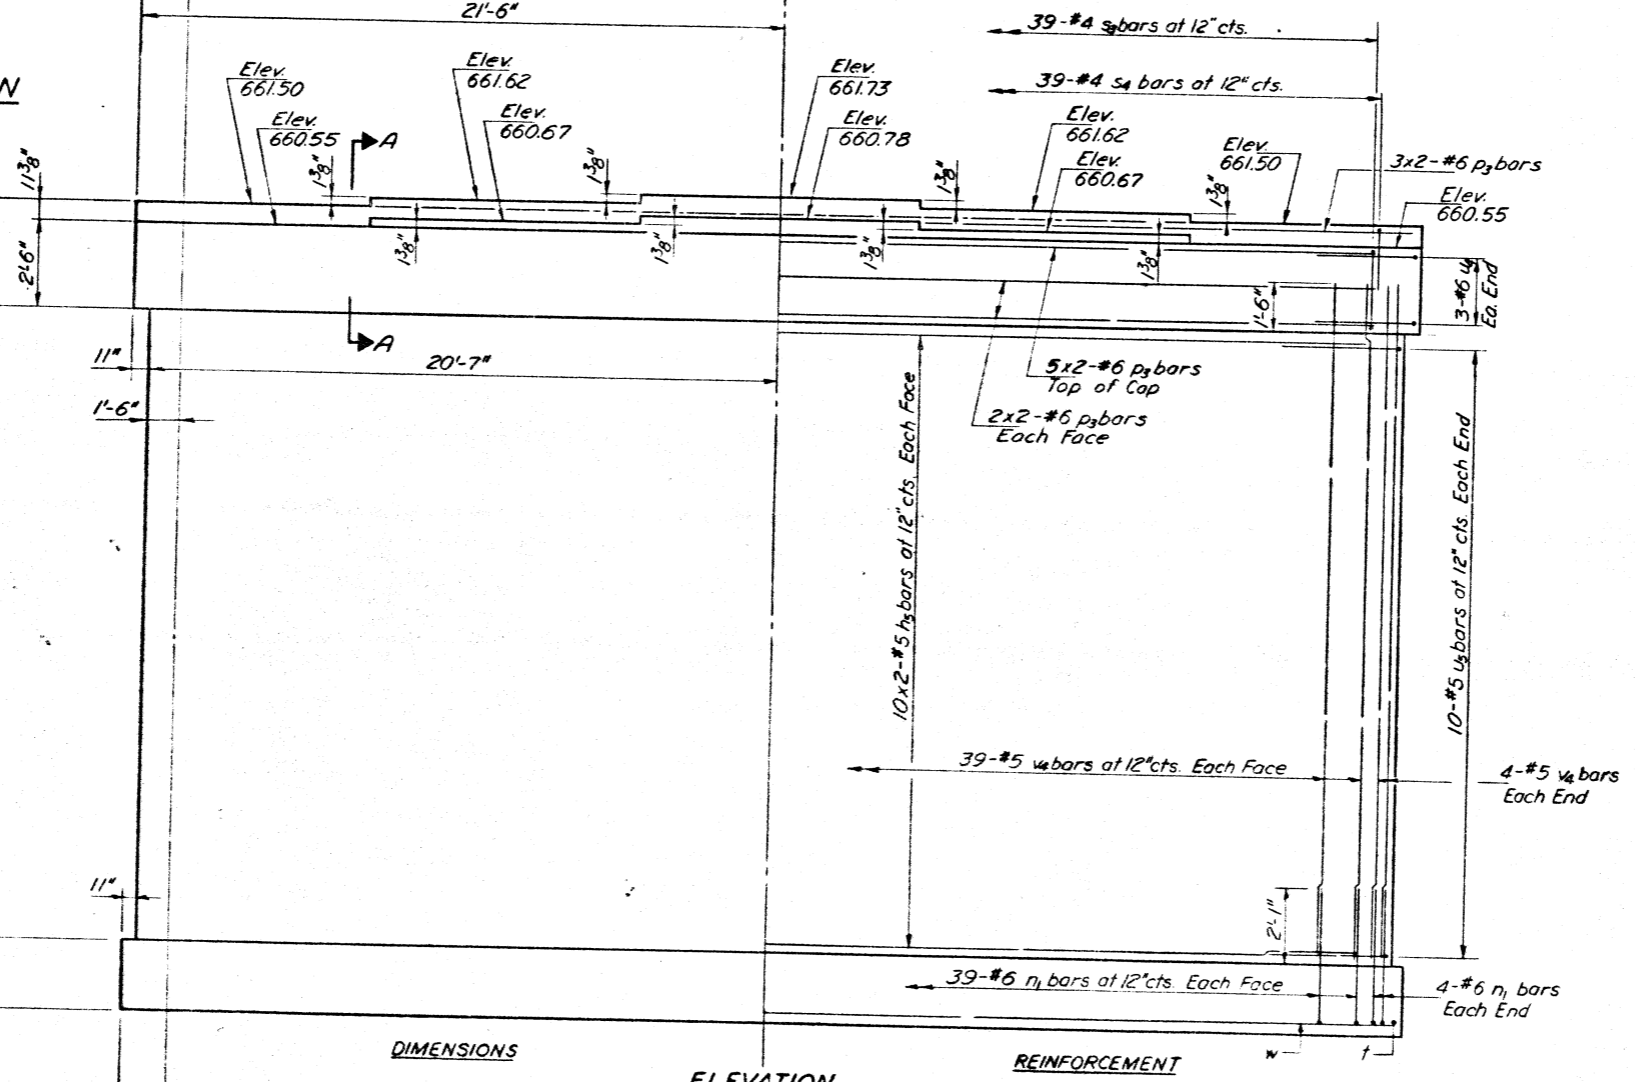 21'-6"
39-#4 s3 bars at 12" cts.
39-#4 s4 bars at 12" cts.
N
Elev.
661.50
Elev.
660.55
A
Elev.
661.62
Elev.
660.67
Elev.
661.73
Elev.
660.78
Elev.
661.62
Elev.
660.67
Elev.
661.50
3x2-#6 p3 bars
Elev.
660.55
11 3/8"
1 3/8"
1 3/8"
1 3/8"
1 3/8"
1 3/8"
1 3/8"
1 3/8"
1 3/8"
2'-6"
A
1'-6"
3-#6
Ea. End
11"
20'-7"
1'-6"
5x2-#6 p3 bars
Top of Cap
2x2-#6 p3 bars
Each Face
10x2-#5 h5 bars at 12" cts. Each Face
10-#5 u5 bars at 12" cts. Each End
39-#5 v4 bars at 12" cts. Each Face
4-#5 v4 bars
Each End
11"
2'-1"
39-#6 n1 bars at 12" cts. Each Face
4-#6 n1 bars
Each End
w
t
DIMENSIONS
REINFORCEMENT
ELEVATION